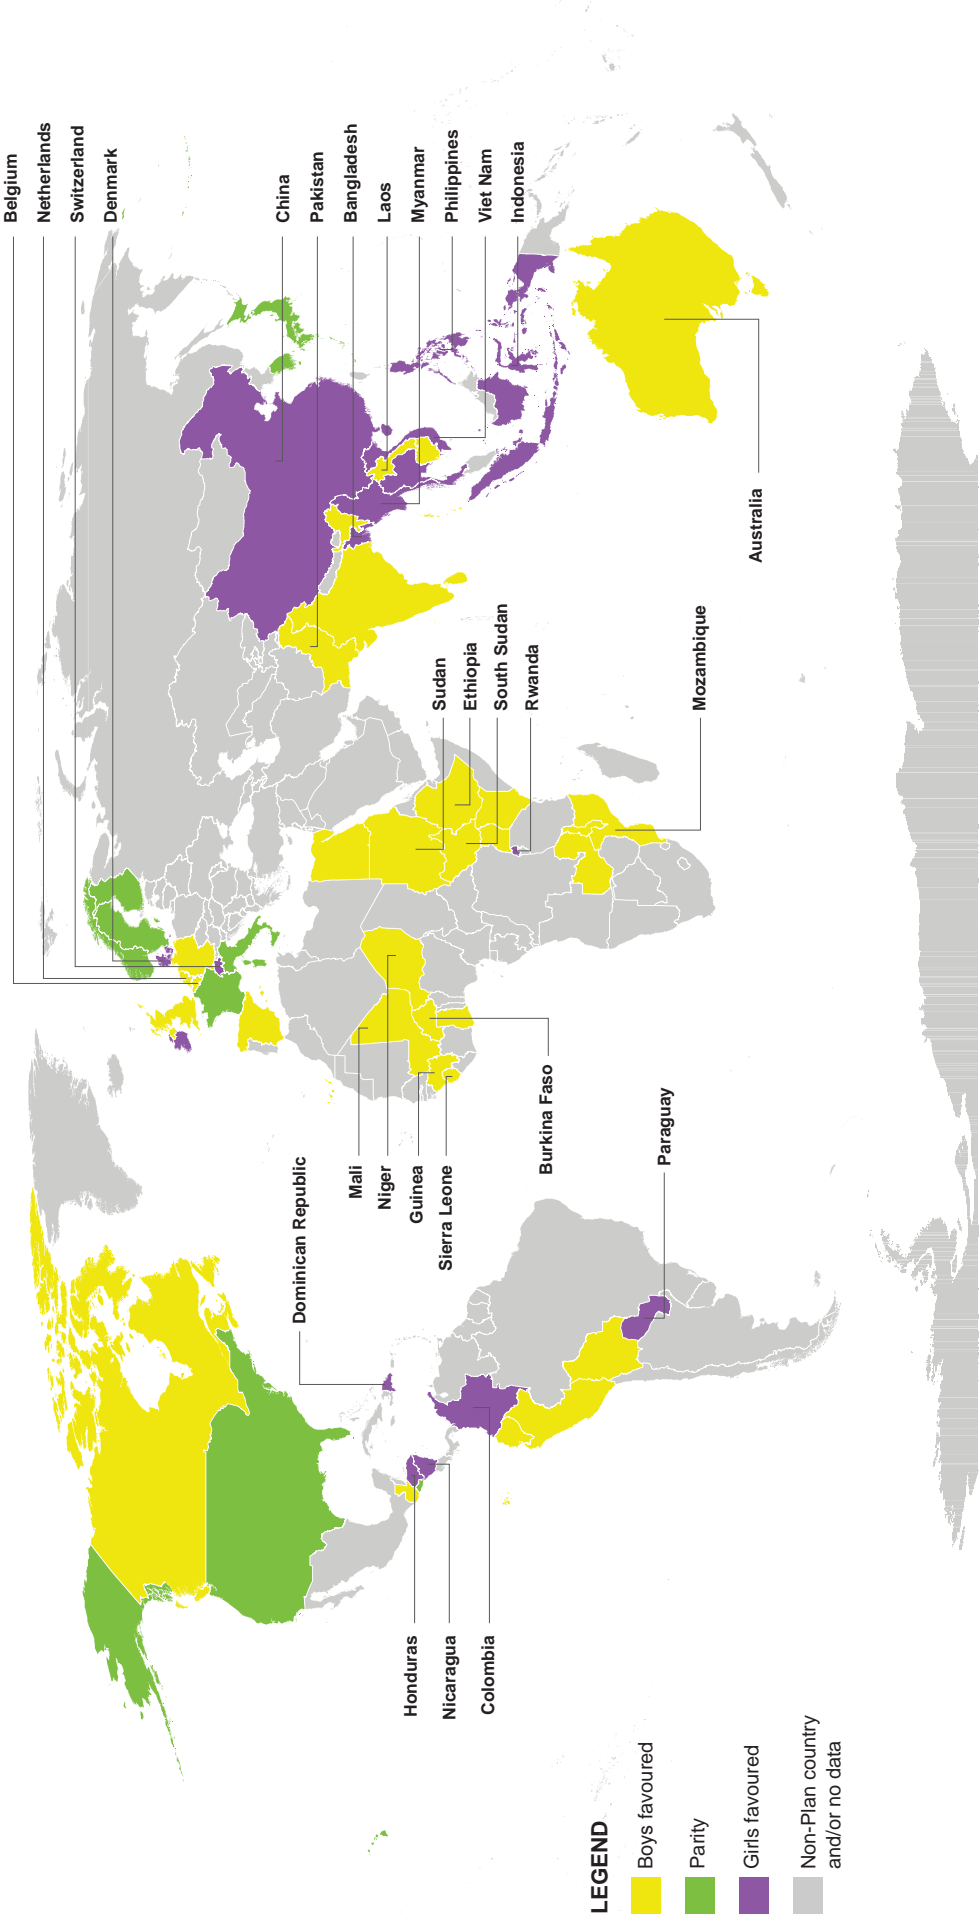 Belgium
Netherlands
Switzerland
Denmark
China
Pakistan
Bangladesh
Laos
Myanmar
Philippines
Viet Nam
Indonesia
Australia
Sudan
Ethiopia
South Sudan
Rwanda
Mozambique
Dominican Republic
Mali
Niger
Guinea
Sierra Leone
Burkina Faso
Paraguay
Honduras
Nicaragua
Colombia
LEGEND
Boys favoured
Parity
Girls favoured
Non-Plan country
and/or no data